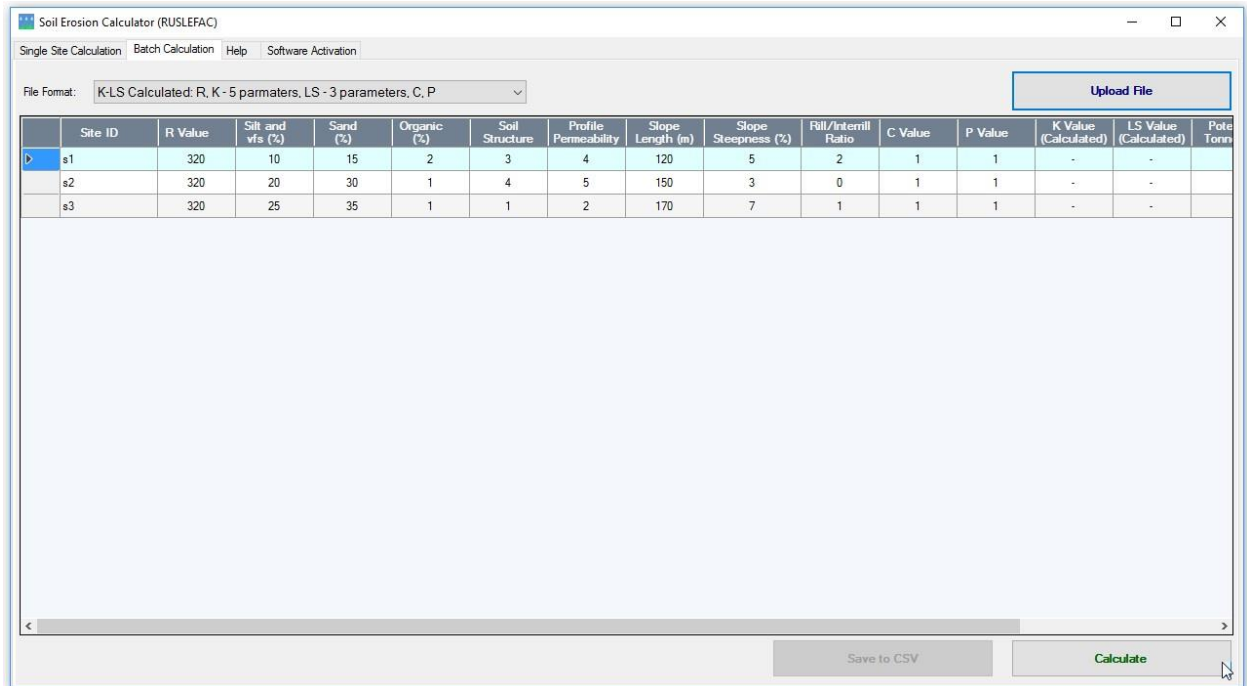 Soil Erosion Calculator (RUSLEFAC)
Single Site Calculation Batch Calculation Help Software Activation
File Format: K-LS Calculated: R, K - 5 parmaters, LS - 3 parameters, C, P Upload File
Site ID R Value Silt and vfs (%) Sand (%) Organic (%) Soil Structure Profile Permeability Slope Length (m) Slope Steepness (%) Rill/Interrill Ratio C Value P Value K Value (Calculated) LS Value (Calculated) Pote Tonn
s1 320 10 15 2 3 4 120 5 2 1 1 - -
s2 320 20 30 1 4 5 150 3 0 1 1 - -
s3 320 25 35 1 1 2 170 7 1 1 1 - -
Save to CSV Calculate